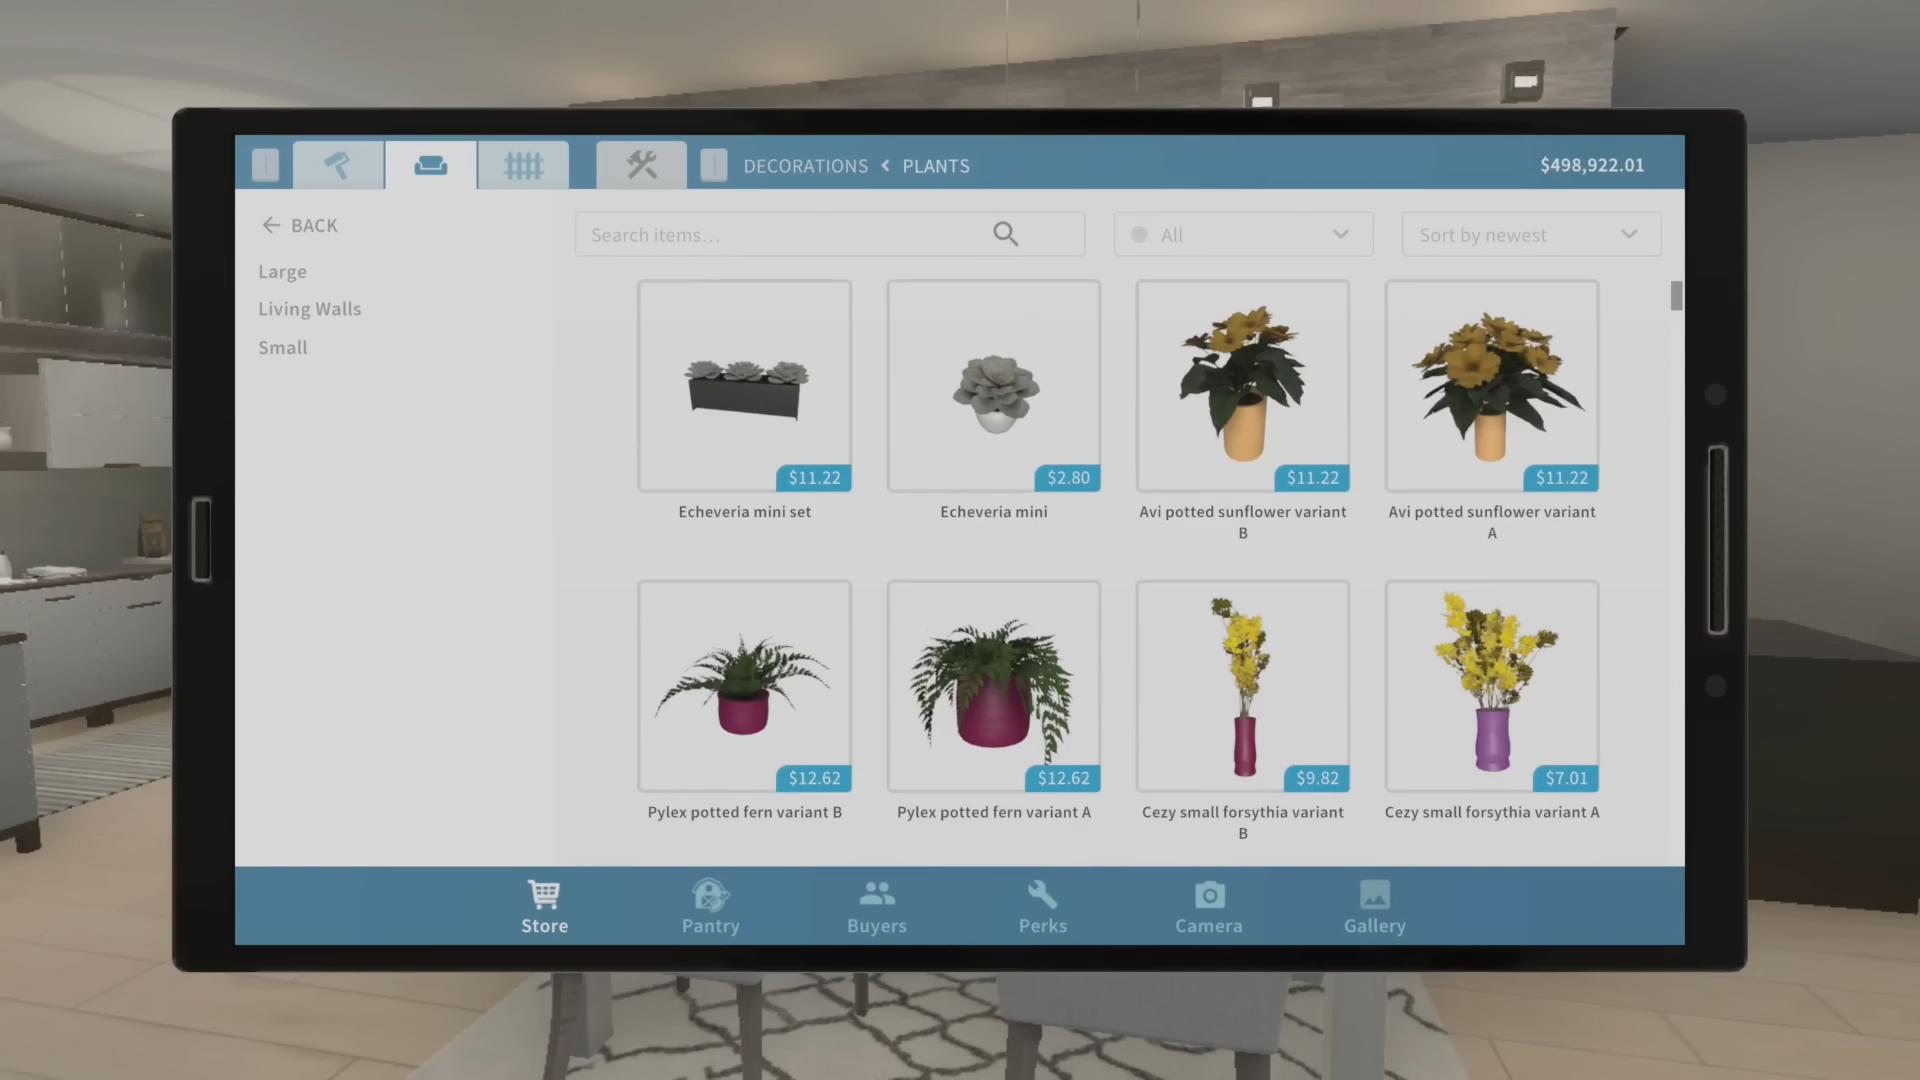 DECORATIONS PLANTS
$498,922.01
BACK
Large
Living Walls
Small
Search items...
All
Sort by newest
$11.22
$2.80
$11.22
$11.22
Echeveria mini set
Echeveria mini
Avi potted sunflower variant
B
Avi potted sunflower variant
A
$12.62
$12.62
$9.82
$7.01
Pylex potted fern variant B
Pylex potted fern variant A
Cezy small forsythia variant
B
Cezy small forsythia variant A
Store
Pantry
Buyers
Perks
Camera
Gallery